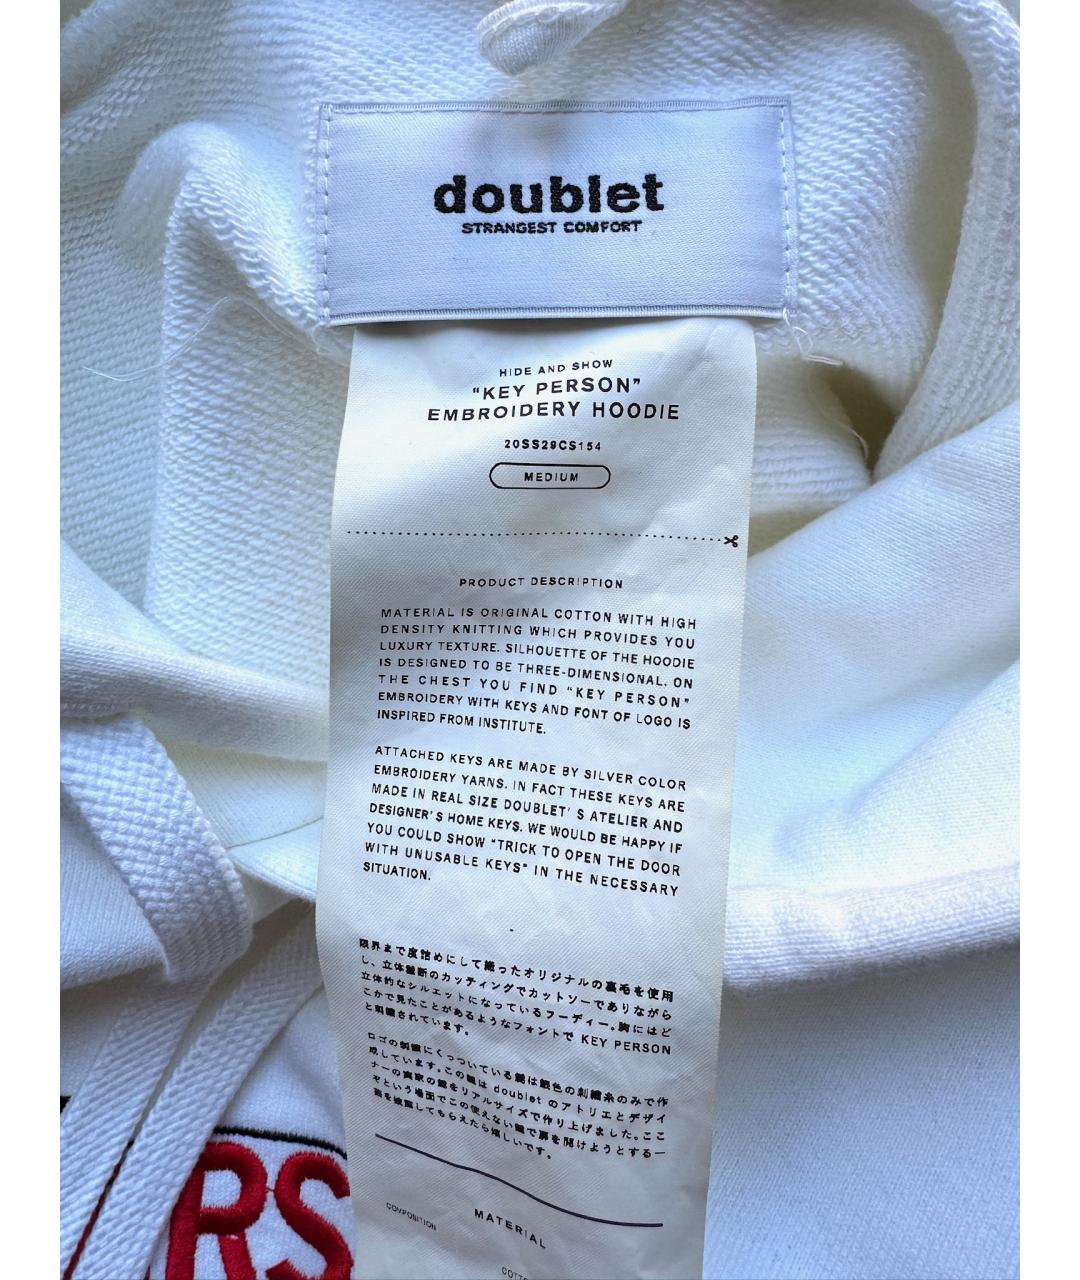 doublet
STRANGEST COMFORT
HIDE AND SHOW
“KEY PERSON”
EMBROIDERY HOODIE
20SS29CS154
MEDIUM
PRODUCT DESCRIPTION
MATERIAL IS ORIGINAL COTTON WITH HIGH
DENSITY KNITTING WHICH PROVIDES YOU
LUXURY TEXTURE. SILHOUETTE OF THE HOODIE
IS DESIGNED TO BE THREE-DIMENSIONAL. ON
THE CHEST YOU FIND “KEY PERSON”
EMBROIDERY WITH KEYS AND FONT OF LOGO IS
INSPIRED FROM INSTITUTE.
ATTACHED KEYS ARE MADE BY SILVER COLOR
EMBROIDERY YARNS. IN FACT THESE KEYS ARE
MADE IN REAL SIZE DOUBLET’ S ATELIER AND
DESIGNER’ S HOME KEYS. WE WOULD BE HAPPY IF
YOU COULD SHOW “TRICK TO OPEN THE DOOR
WITH UNUSABLE KEYS” IN THE NECESSARY
SITUATION.
限界まで度詰めにして織ったオリジナルの裏毛を使用
し、立体裁断のカッティングでカットソーでありながら
立体的なシルエットになっているフーディー。胸にはど
こかで見たことがあるようなフォントで KEY PERSON
と刺繍されています。
ロゴの刺繍にくっついている鍵は銀色の刺繍糸のみで作
成しています。この鍵は doublet のアトリエとデザイ
ナーの実家の鍵をリアルサイズで作り上げました。ここ
ぞという場面でこの使えない鍵で扉を開けようとする一
芸を披露してもらえたら嬉しいです。
COMPOSITION
MATERIAL
RS